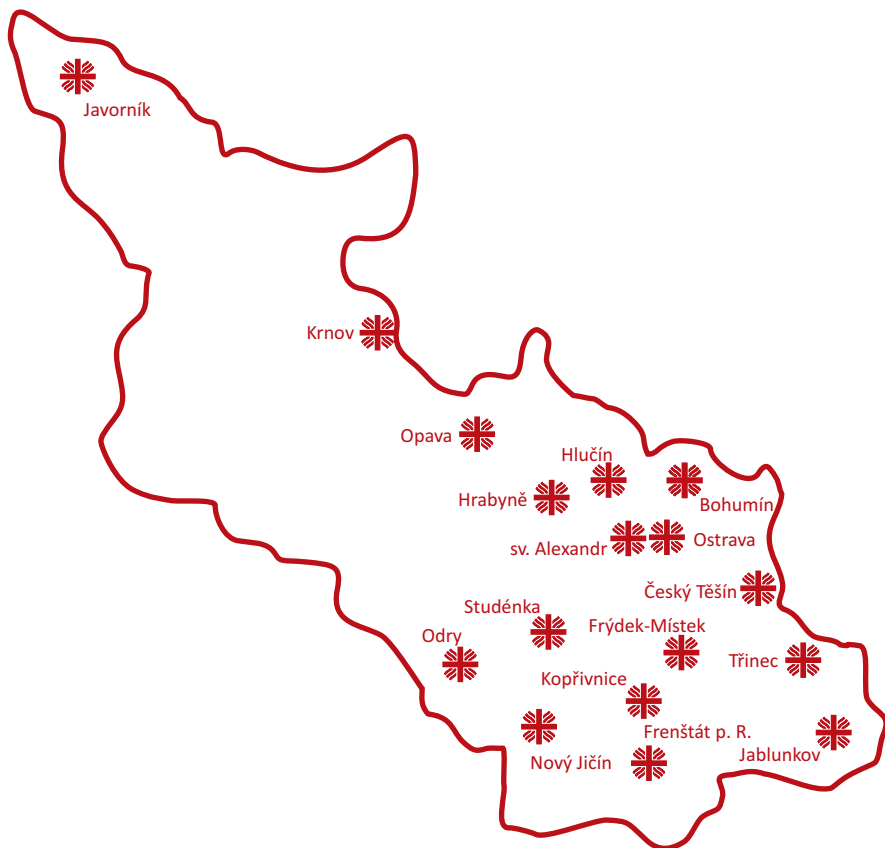 Javorník
Krnov
Opava
Hlučín
Hrabyně
Bohumín
sv. Alexandr
Ostrava
Český Těšín
Studénka
Frýdek-Místek
Odry
Třinec
Kopřivnice
Frenštát p. R.
Jablunkov
Nový Jičín